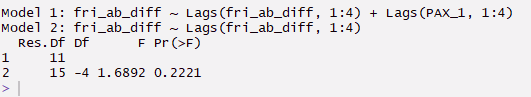 Model 1: fri_ab_diff ~ Lags(fri_ab_diff, 1:4) + Lags(PAX_1, 1:4)
Model 2: fri_ab_diff ~ Lags(fri_ab_diff, 1:4)
  Res.Df Df      F Pr(>F)
1     11
2     15 -4 1.6892 0.2221
>